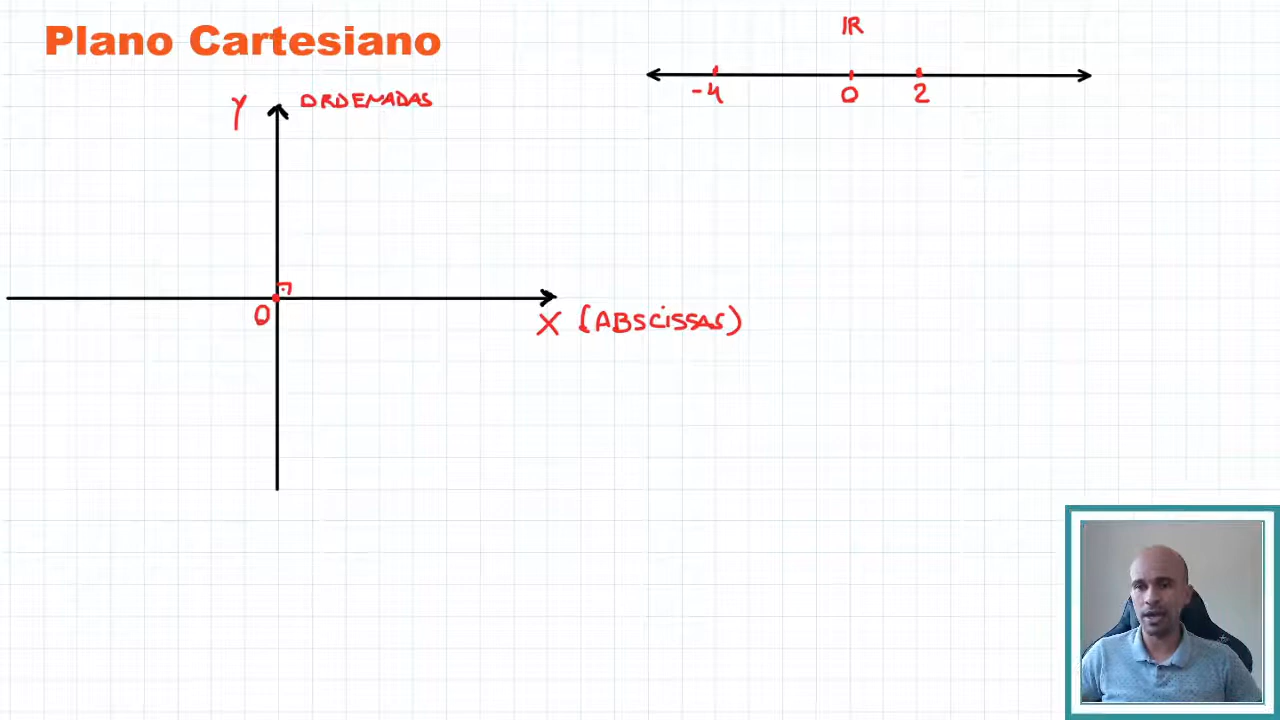 Plano Cartesiano
IR
-4 0 2
Y ORDENADAS
0
X (ABSCISSAS)